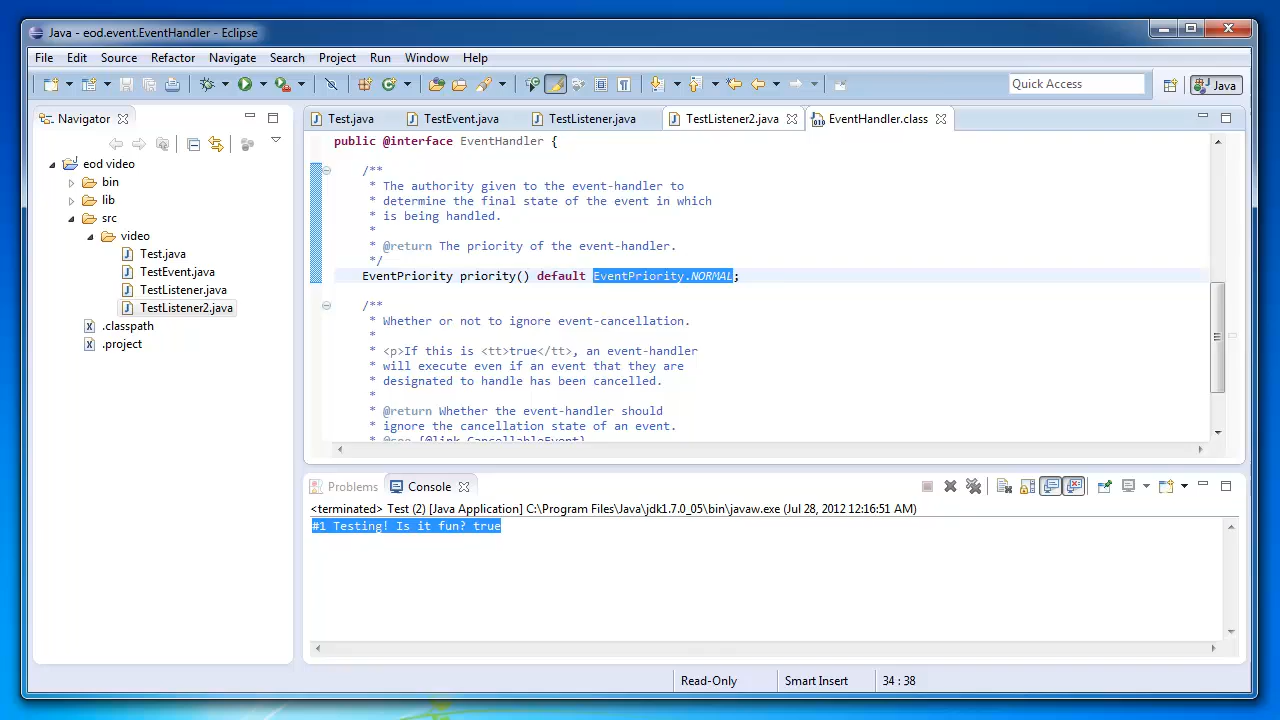 Java - eod.event.EventHandler - Eclipse
File Edit Source Refactor Navigate Search Project Run Window Help
Quick Access
Java
Navigator
Test.java TestEvent.java TestListener.java TestListener2.java EventHandler.class
eod video
bin
lib
src
video
Test.java
TestEvent.java
TestListener.java
TestListener2.java
.classpath
.project
public @interface EventHandler {
/**
* The authority given to the event-handler to
* determine the final state of the event in which
* is being handled.
*
* @return The priority of the event-handler.
*/
EventPriority priority() default EventPriority.NORMAL;
/**
* Whether or not to ignore event-cancellation.
*
* <p>If this is <tt>true</tt>, an event-handler
* will execute even if an event that they are
* designated to handle has been cancelled.
*
* @return Whether the event-handler should
* ignore the cancellation state of an event.
* @see {@link CancellableEvent}
Problems Console
<terminated> Test (2) [Java Application] C:\Program Files\Java\jdk1.7.0_05\bin\javaw.exe (Jul 28, 2012 12:16:51 AM)
#1 Testing! Is it fun? true
Read-Only Smart Insert 34 : 38